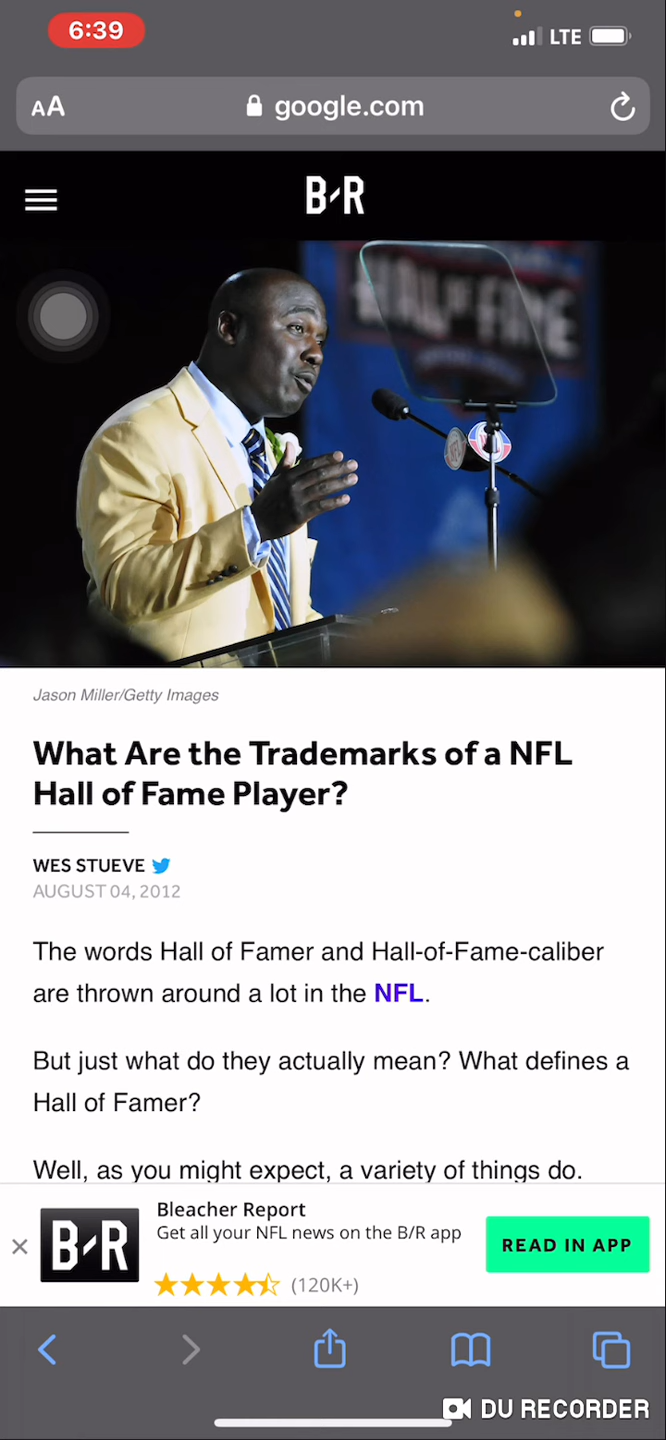 6:39
LTE
AA
google.com
B/R
HALL OF FAME
Jason Miller/Getty Images
What Are the Trademarks of a NFL
Hall of Fame Player?
WES STUEVE
AUGUST 04, 2012
The words Hall of Famer and Hall-of-Fame-caliber
are thrown around a lot in the NFL.
But just what do they actually mean? What defines a
Hall of Famer?
Well, as you might expect, a variety of things do.
B/R
Bleacher Report
Get all your NFL news on the B/R app
(120K+)
READ IN APP
DU RECORDER